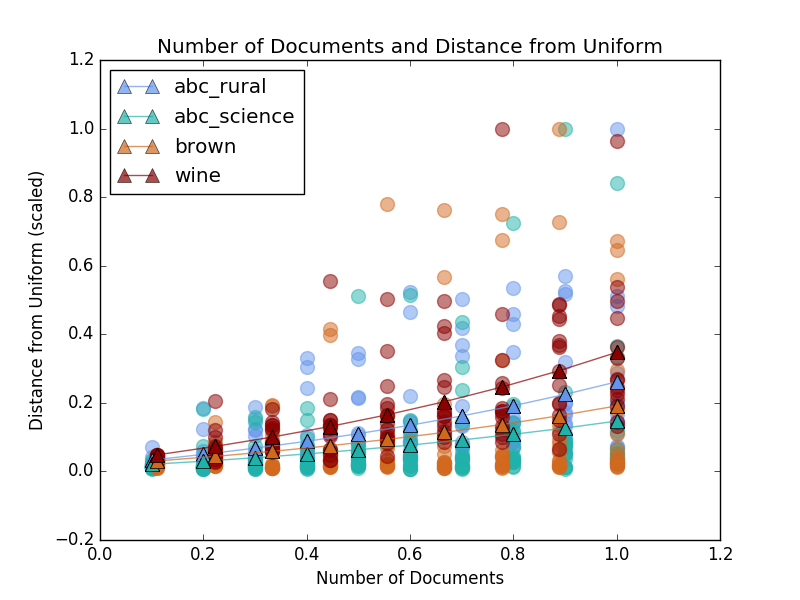 Number of Documents and Distance from Uniform
abc_rural
abc_science
brown
wine
Distance from Uniform (scaled)
1.2
1.0
0.8
0.6
0.4
0.2
0.0
−0.2
0.0 0.2 0.4 0.6 0.8 1.0 1.2
Number of Documents